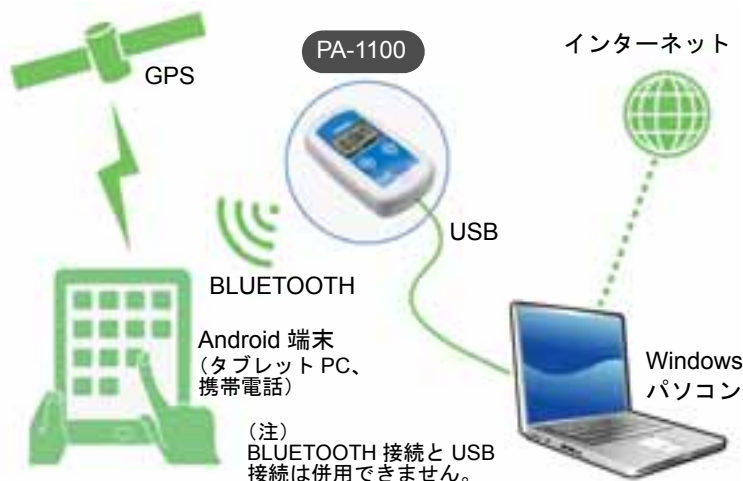 PA-1100
インターネット
GPS
USB
BLUETOOTH
Android 端末
（タブレット PC、
携帯電話）
Windows
パソコン
（注）
BLUETOOTH 接続と USB
接続は併用できません。